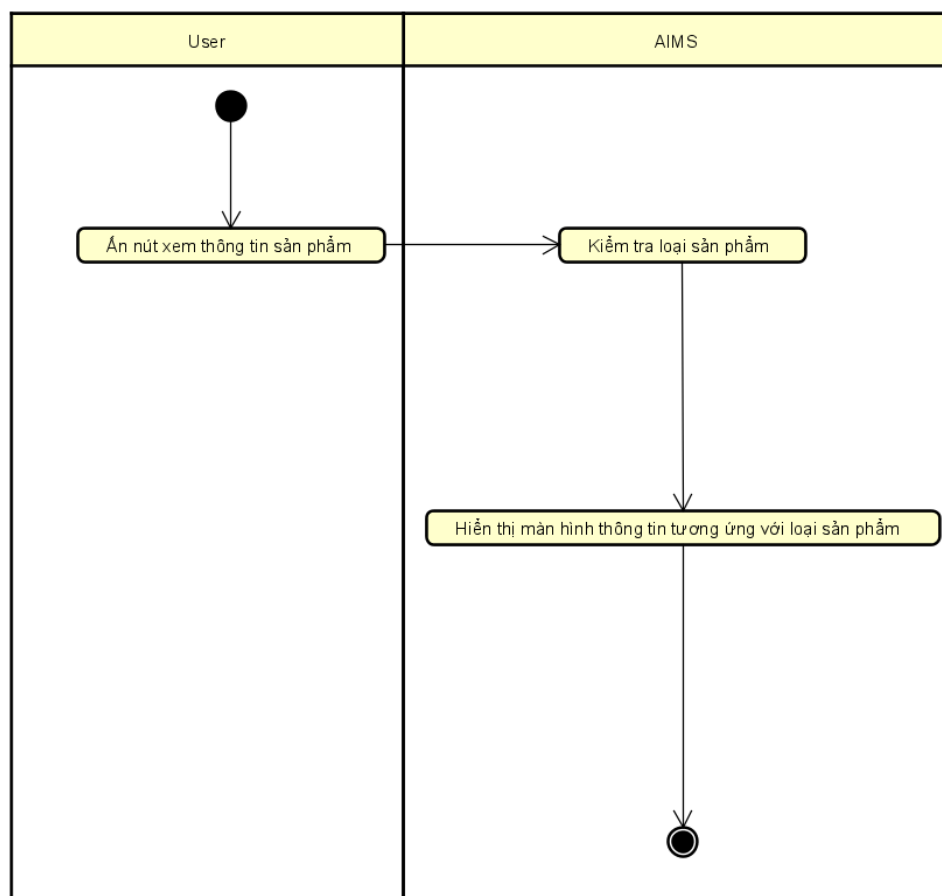 User
AIMS
Ấn nút xem thông tin sản phẩm
Kiểm tra loại sản phẩm
Hiển thị màn hình thông tin tương ứng với loại sản phẩm